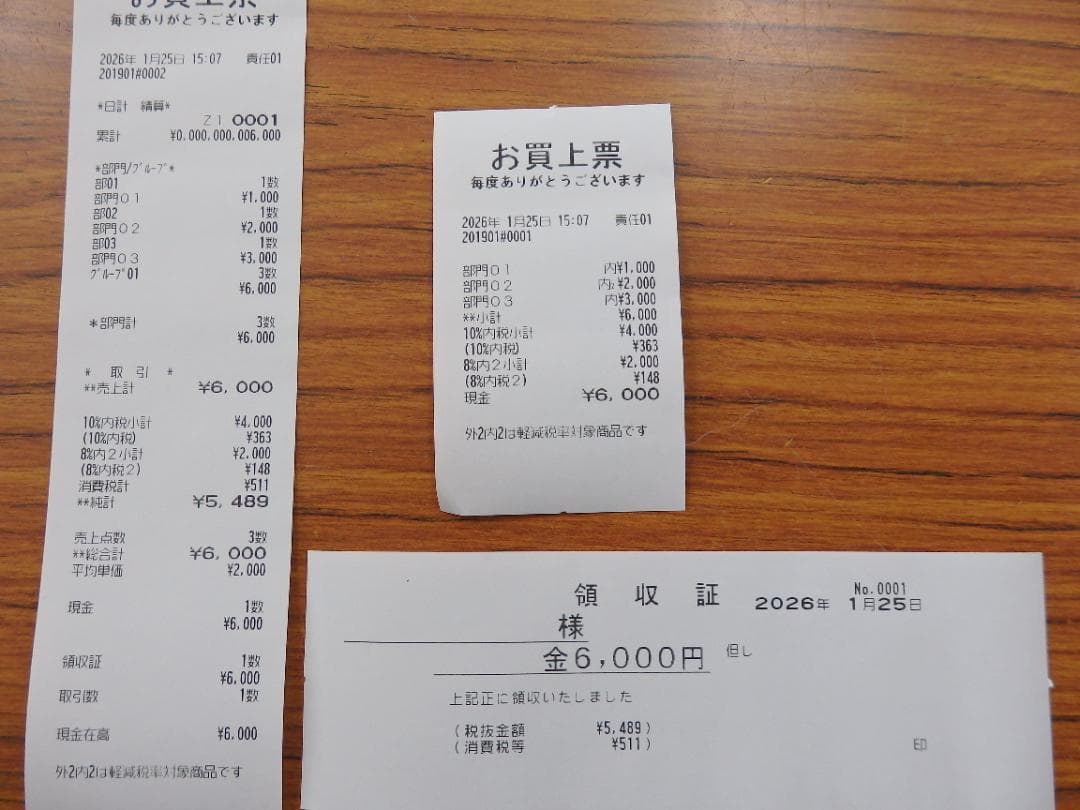 お買上票
毎度ありがとうございます
2026年 1月25日 15:07 責任01
201901#0002
*日計 精算*
Z1 0001
累計 ¥0,000,000,006,000
*部門/グループ*
部01 1数
部門01 ¥1,000
部02 1数
部門02 ¥2,000
部03 1数
部門03 ¥3,000
グループ01 3数
¥6,000
*部門計 3数
¥6,000
* 取 引 *
**売上計 ¥6,000
10%内税小計 ¥4,000
(10%内税) ¥363
8%内2小計 ¥2,000
(8%内税2) ¥148
消費税計 ¥511
**純計 ¥5,489
売上点数 3数
**総合計 ¥6,000
平均単価 ¥2,000
現金 1数
¥6,000
領収証 1数
¥6,000
取引数 1数
現金在高 ¥6,000
外2内2は軽減税率対象商品です
お買上票
毎度ありがとうございます
2026年 1月25日 15:07 責任01
201901#0001
部門01 内¥1,000
部門02 内2¥2,000
部門03 内¥3,000
**小計 ¥6,000
10%内税小計 ¥4,000
(10%内税) ¥363
8%内2小計 ¥2,000
(8%内税2) ¥148
現金 ¥6,000
外2内2は軽減税率対象商品です
領 収 証 No.0001
2026年 1月25日
様
金6,000円 但し
上記正に領収いたしました
(税抜金額 ¥5,489)
(消費税等 ¥511)
印